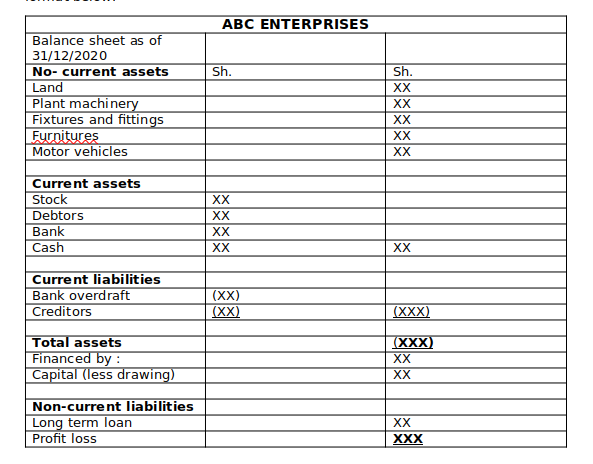 ABC ENTERPRISES
Balance sheet as of
31/12/2020
No- current assets Sh. Sh.
Land XX
Plant machinery XX
Fixtures and fittings XX
Furnitures XX
Motor vehicles XX
Current assets
Stock XX
Debtors XX
Bank XX
Cash XX XX
Current liabilities
Bank overdraft (XX)
Creditors (XX) (XXX)
Total assets (XXX)
Financed by : XX
Capital (less drawing) XX
Non-current liabilities
Long term loan XX
Profit loss XXX